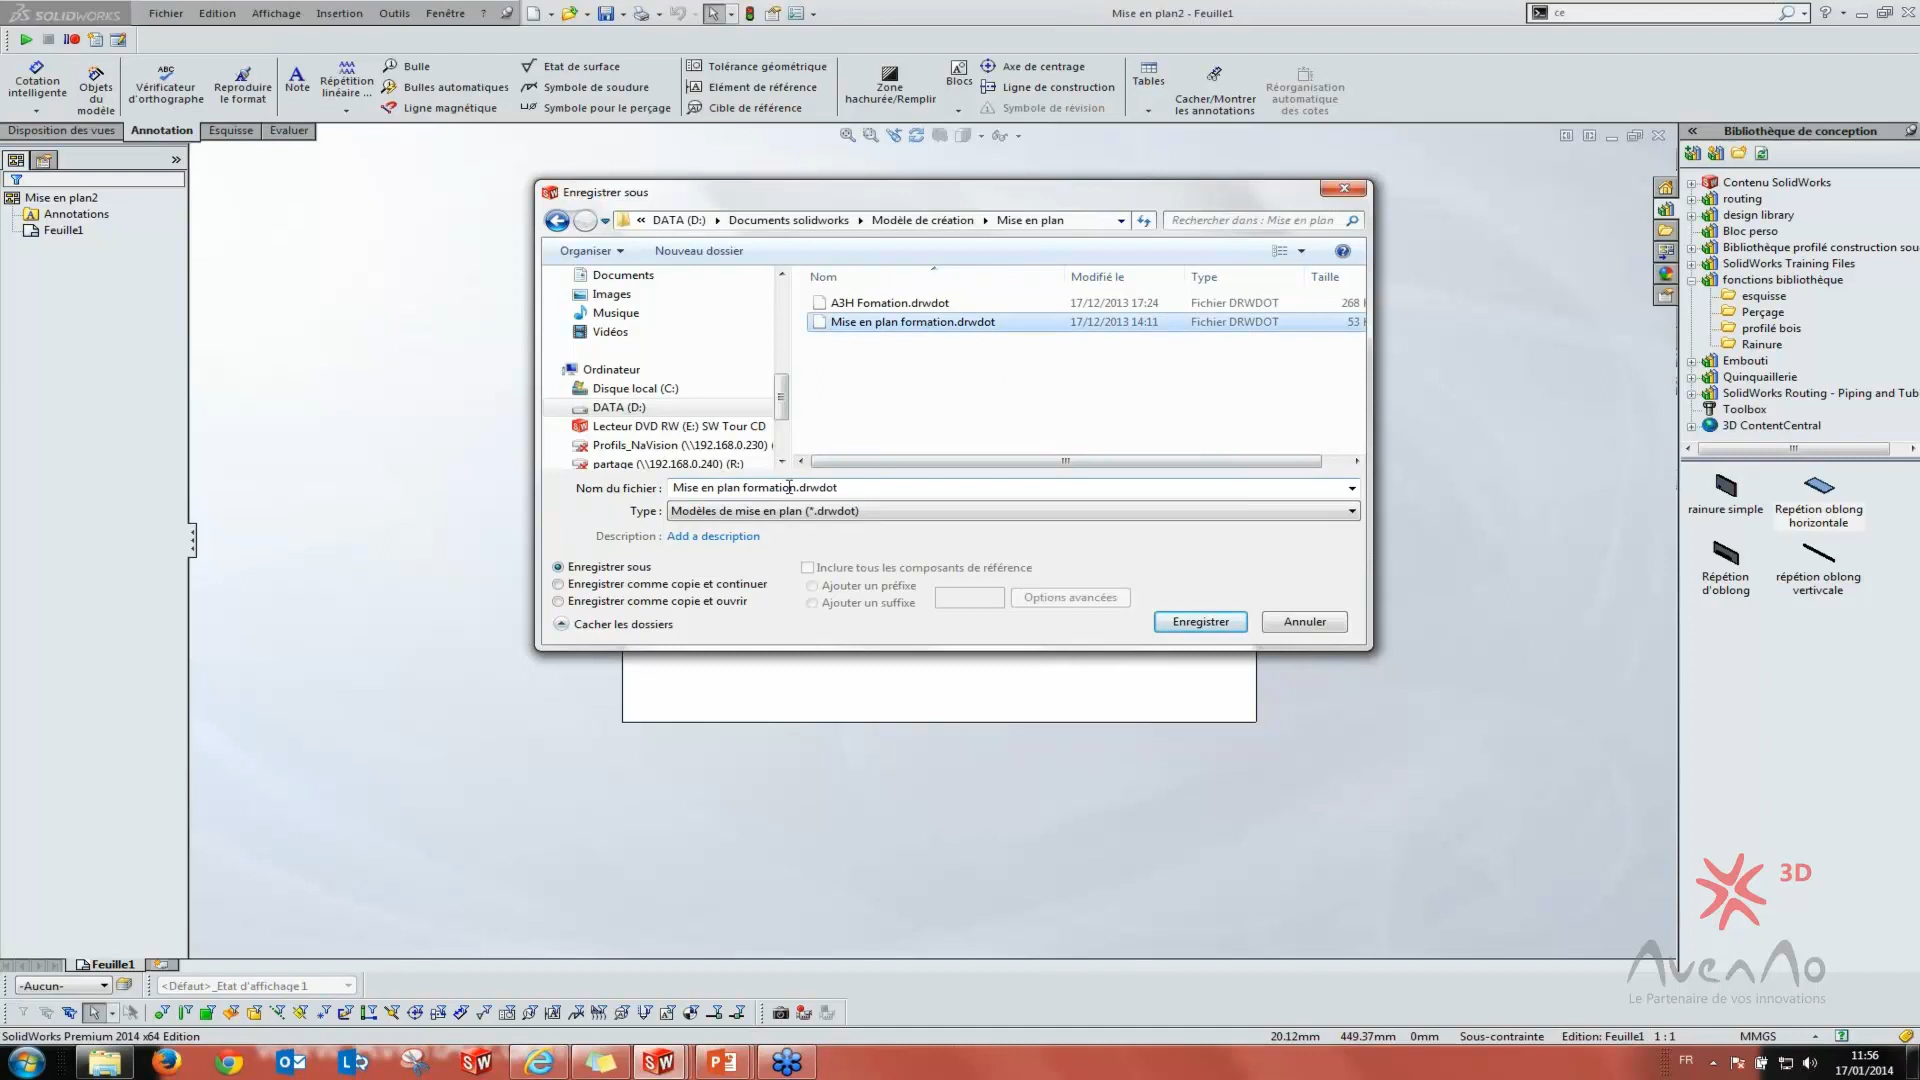 SOLIDWORKS
Fichier Edition Affichage Insertion Outils Fenêtre ?
Mise en plan2 - Feuille1
ce
Cotation intelligente
Objets du modèle
ABC
Vérificateur d'orthographe
Reproduire le format
Note
Répétition linéaire ...
Bulle
Bulles automatiques
Ligne magnétique
Etat de surface
Symbole de soudure
Symbole pour le perçage
Tolérance géométrique
Elément de référence
Cible de référence
Zone hachurée/Remplir
Blocs
Axe de centrage
Ligne de construction
Symbole de révision
Tables
Cacher/Montrer les annotations
Réorganisation automatique des cotes
Disposition des vues Annotation Esquisse Evaluer
Mise en plan2
Annotations
Feuille1
Enregistrer sous
« DATA (D:) Documents solidworks Modèle de création Mise en plan
Rechercher dans : Mise en plan
Organiser Nouveau dossier
Documents
Images
Musique
Vidéos
Ordinateur
Disque local (C:)
DATA (D:)
Lecteur DVD RW (E:) SW Tour CD
Profils_NaVision (\\192.168.0.230) (
partage (\\192.168.0.240) (R:)
Nom Modifié le Type Taille
A3H Fomation.drwdot 17/12/2013 17:24 Fichier DRWDOT 268
Mise en plan formation.drwdot 17/12/2013 14:11 Fichier DRWDOT 53
Nom du fichier : Mise en plan formation.drwdot
Type : Modèles de mise en plan (*.drwdot)
Description : Add a description
Enregistrer sous
Enregistrer comme copie et continuer
Enregistrer comme copie et ouvrir
Inclure tous les composants de référence
Ajouter un préfixe
Ajouter un suffixe
Options avancées
Cacher les dossiers
Enregistrer Annuler
Bibliothèque de conception
Contenu SolidWorks
routing
design library
Bloc perso
Bibliothèque profilé construction sou
SolidWorks Training Files
fonctions bibliothèque
esquisse
Perçage
profilé bois
Rainure
Embouti
Quinquaillerie
SolidWorks Routing - Piping and Tub
Toolbox
3D ContentCentral
rainure simple
Repétion oblong horizontale
Répétion d'oblong
répétion oblong vertivcale
3D
AvenAo
Le Partenaire de vos innovations
Feuille1
-Aucun-
<Défaut>_Etat d'affichage 1
SolidWorks Premium 2014 x64 Edition
20.12mm 449.37mm 0mm Sous-contrainte Edition: Feuille1 1 : 1 MMGS
FR
11:56
17/01/2014